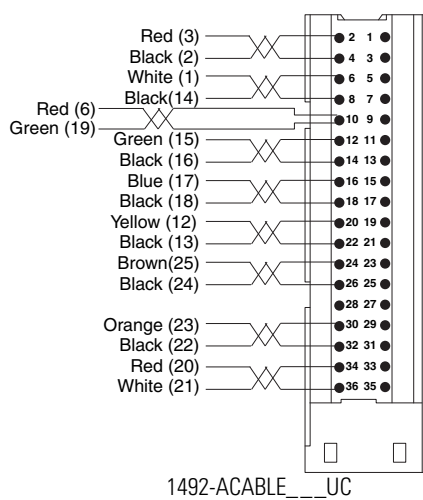 Red (3)
2 1
Black (2)
4 3
White (1)
6 5
Black(14)
8 7
Red (6)
10 9
Green (19)
Green (15)
12 11
Black (16)
14 13
Blue (17)
16 15
Black (18)
18 17
Yellow (12)
20 19
Black (13)
22 21
Brown(25)
24 23
Black (24)
26 25
28 27
Orange (23)
30 29
Black (22)
32 31
Red (20)
34 33
White (21)
36 35
1492-ACABLE___UC